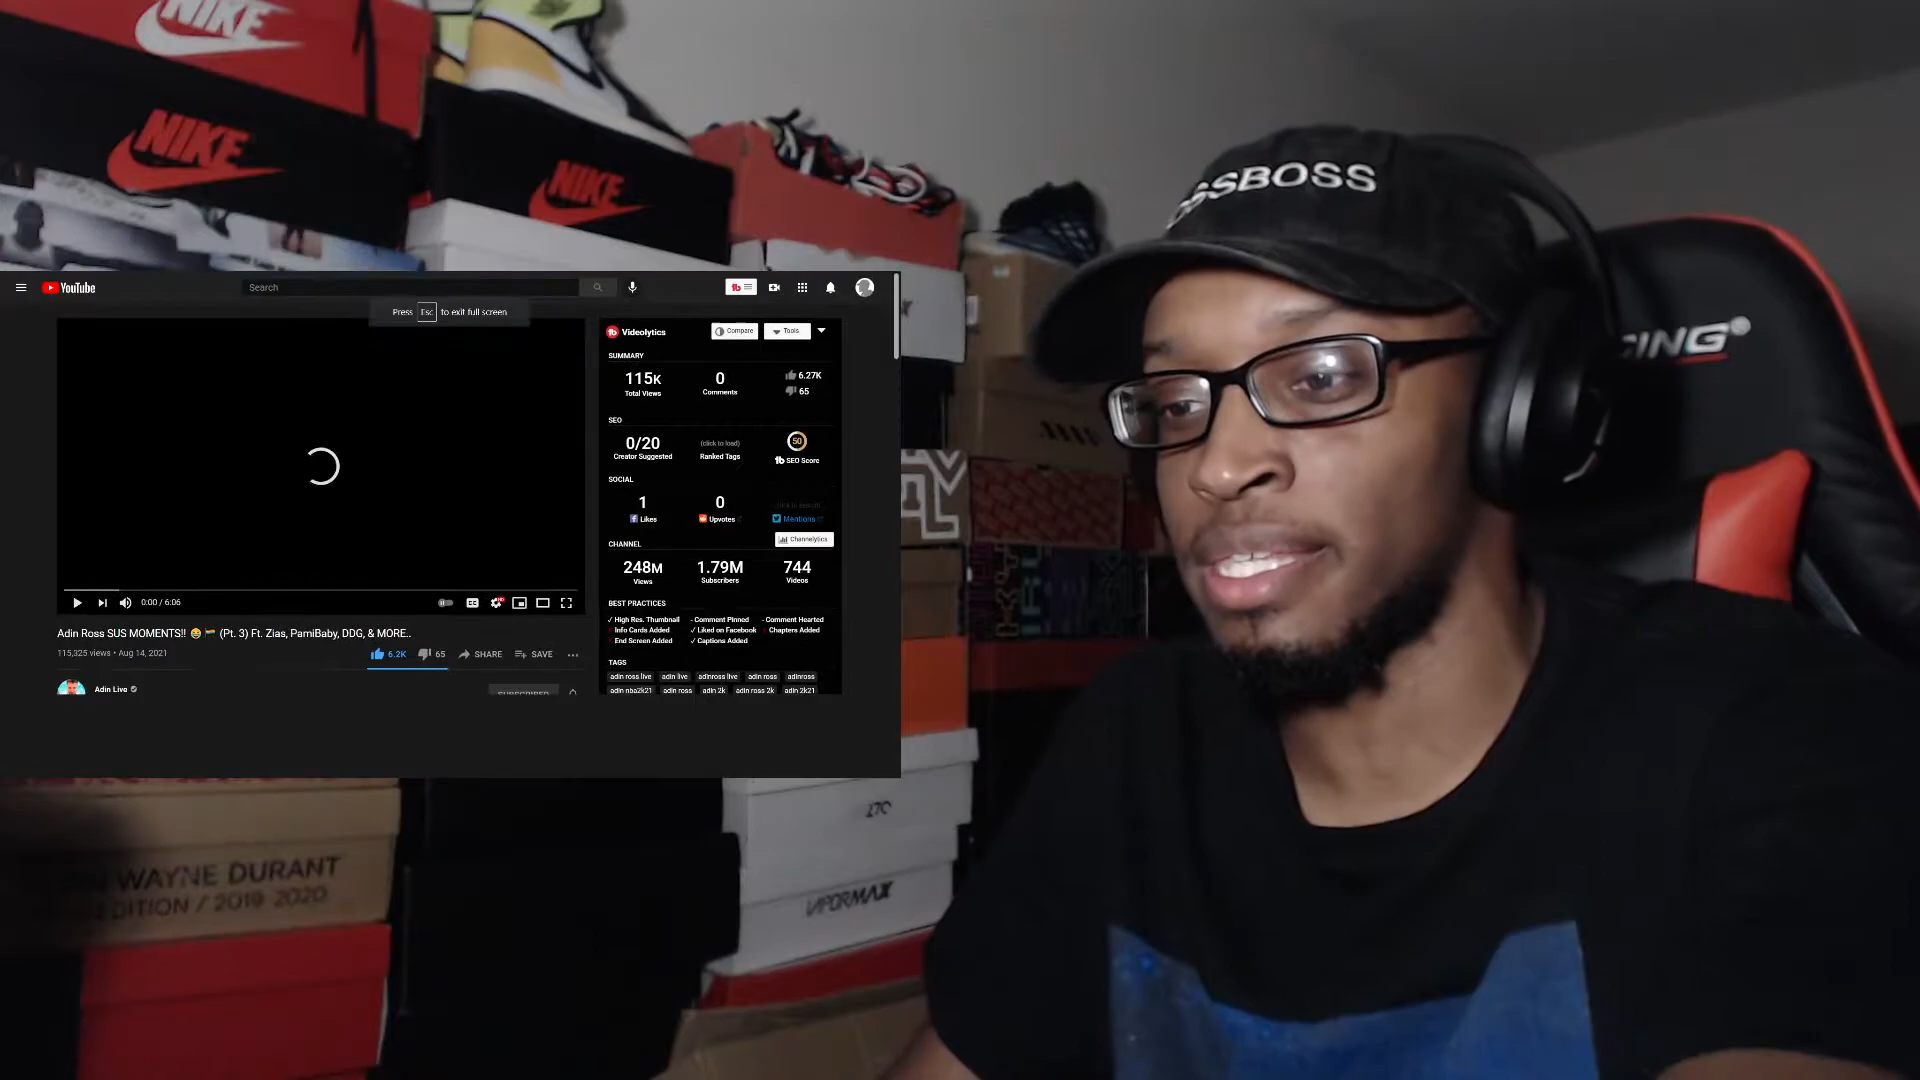 NIKE
NIKE
NIKE
SSBOSS
CING
YouTube
Search
Press Esc to exit full screen
0:00 / 6:06
Adin Ross SUS MOMENTS!! 😂🏳️‍🌈 (Pt. 3) Ft. Zias, PamiBaby, DDG, & MORE..
115,325 views • Aug 14, 2021
6.2K 65 SHARE SAVE ...
Adin Live
SUBSCRIBED
tb
Videolytics Compare Tools
SUMMARY
115K 0 6.27K
Total Views Comments 65
SEO
0/20 (click to load) 50
Creator Suggested Ranked Tags tb SEO Score
SOCIAL
1 0
Likes Upvotes Mentions
CHANNEL Channelytics
248M 1.79M 744
Views Subscribers Videos
BEST PRACTICES
✓ High Res. Thumbnail - Comment Pinned - Comment Hearted
Info Cards Added ✓ Liked on Facebook Chapters Added
End Screen Added ✓ Captions Added
TAGS
adin ross live adin live adinross live adin ross adinross
adin nba2k21 adin ross adin 2k adin ross 2k adin 2k21
WAYNE DURANT
EDITION / 2019-2020
VAPORMAX